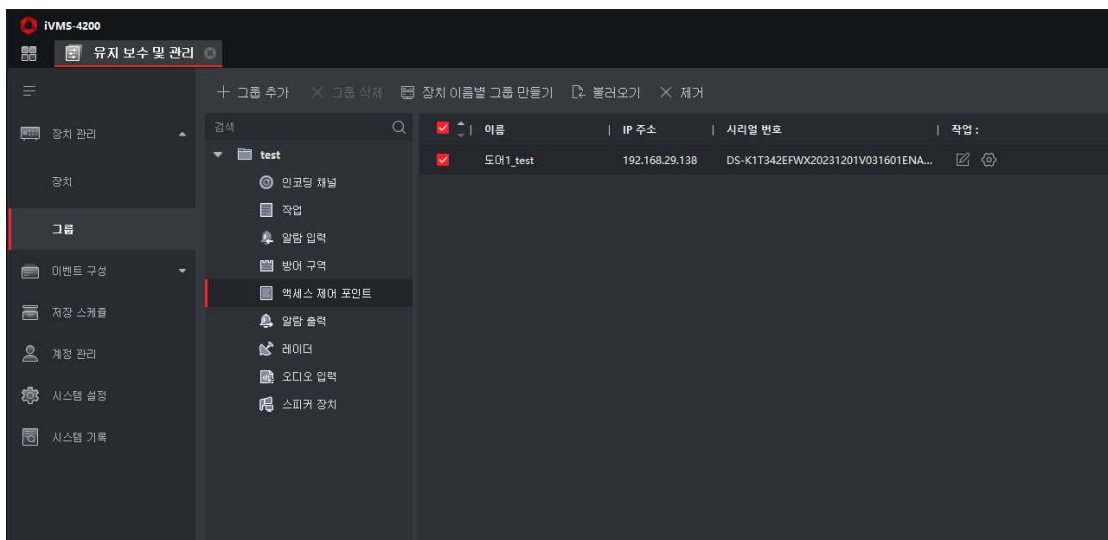 iVMS-4200
유지 보수 및 관리
그룹 추가 그룹 삭제 장치 이름별 그룹 만들기 불러오기 제거
장치 관리
장치
그룹
이벤트 구성
저장 스케쥴
계정 관리
시스템 설정
시스템 기록
검색
test
인코딩 채널
작업
알람 입력
방어 구역
액세스 제어 포인트
알람 출력
레이더
오디오 입력
스피커 장치
이름 | IP 주소 | 시리얼 번호 | 작업 :
도어1_test 192.168.29.138 DS-K1T342EFWX20231201V031601ENA...